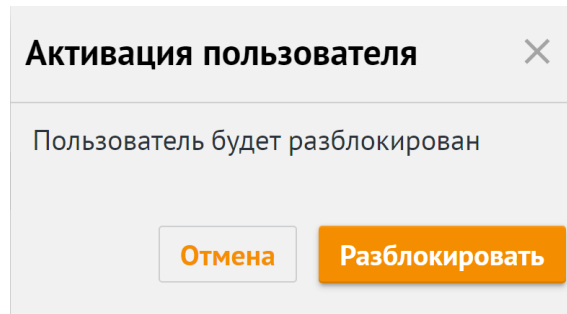 Активация пользователя
Пользователь будет разблокирован
Отмена
Разблокировать